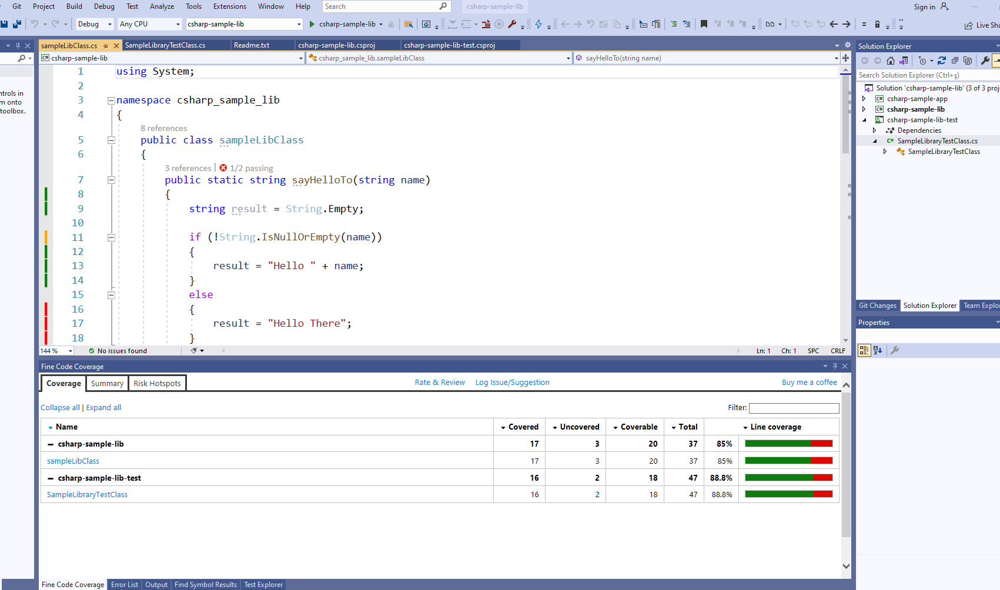 Git Project Build Debug Test Analyze Tools Extensions Window Help Search csharp-sample-lib Sign in
Debug Any CPU csharp-sample-lib csharp-sample-lib Live Sha
sampleLibClass.cs SampleLibraryTestClass.cs Readme.txt csharp-sample-lib.csproj csharp-sample-lib-test.csproj
csharp-sample-lib csharp_sample_lib.sampleLibClass sayHelloTo(string name)
ntrols in
m onto
toolbox.
1 using System;
2
3 namespace csharp_sample_lib
4 {
8 references
5 public class sampleLibClass
6 {
3 references | 1/2 passing
7 public static string sayHelloTo(string name)
8 {
9 string result = String.Empty;
10
11 if (!String.IsNullOrEmpty(name))
12 {
13 result = "Hello " + name;
14 }
15 else
16 {
17 result = "Hello There";
18 }
144 % No issues found Ln: 1 Ch: 1 SPC CRLF
Solution Explorer
Search Solution Explorer (Ctrl+ş)
Solution 'csharp-sample-lib' (3 of 3 proj
csharp-sample-app
csharp-sample-lib
csharp-sample-lib-test
Dependencies
SampleLibraryTestClass.cs
SampleLibraryTestClass
Git Changes Solution Explorer Team Explor
Properties
Fine Code Coverage
Coverage Summary Risk Hotspots Rate & Review Log Issue/Suggestion Buy me a coffee
Collapse all | Expand all Filter:
Name Covered Uncovered Coverable Total Line coverage
csharp-sample-lib 17 3 20 37 85%
sampleLibClass 17 3 20 37 85%
csharp-sample-lib-test 16 2 18 47 88.8%
SampleLibraryTestClass 16 2 18 47 88.8%
Fine Code Coverage Error List Output Find Symbol Results Test Explorer